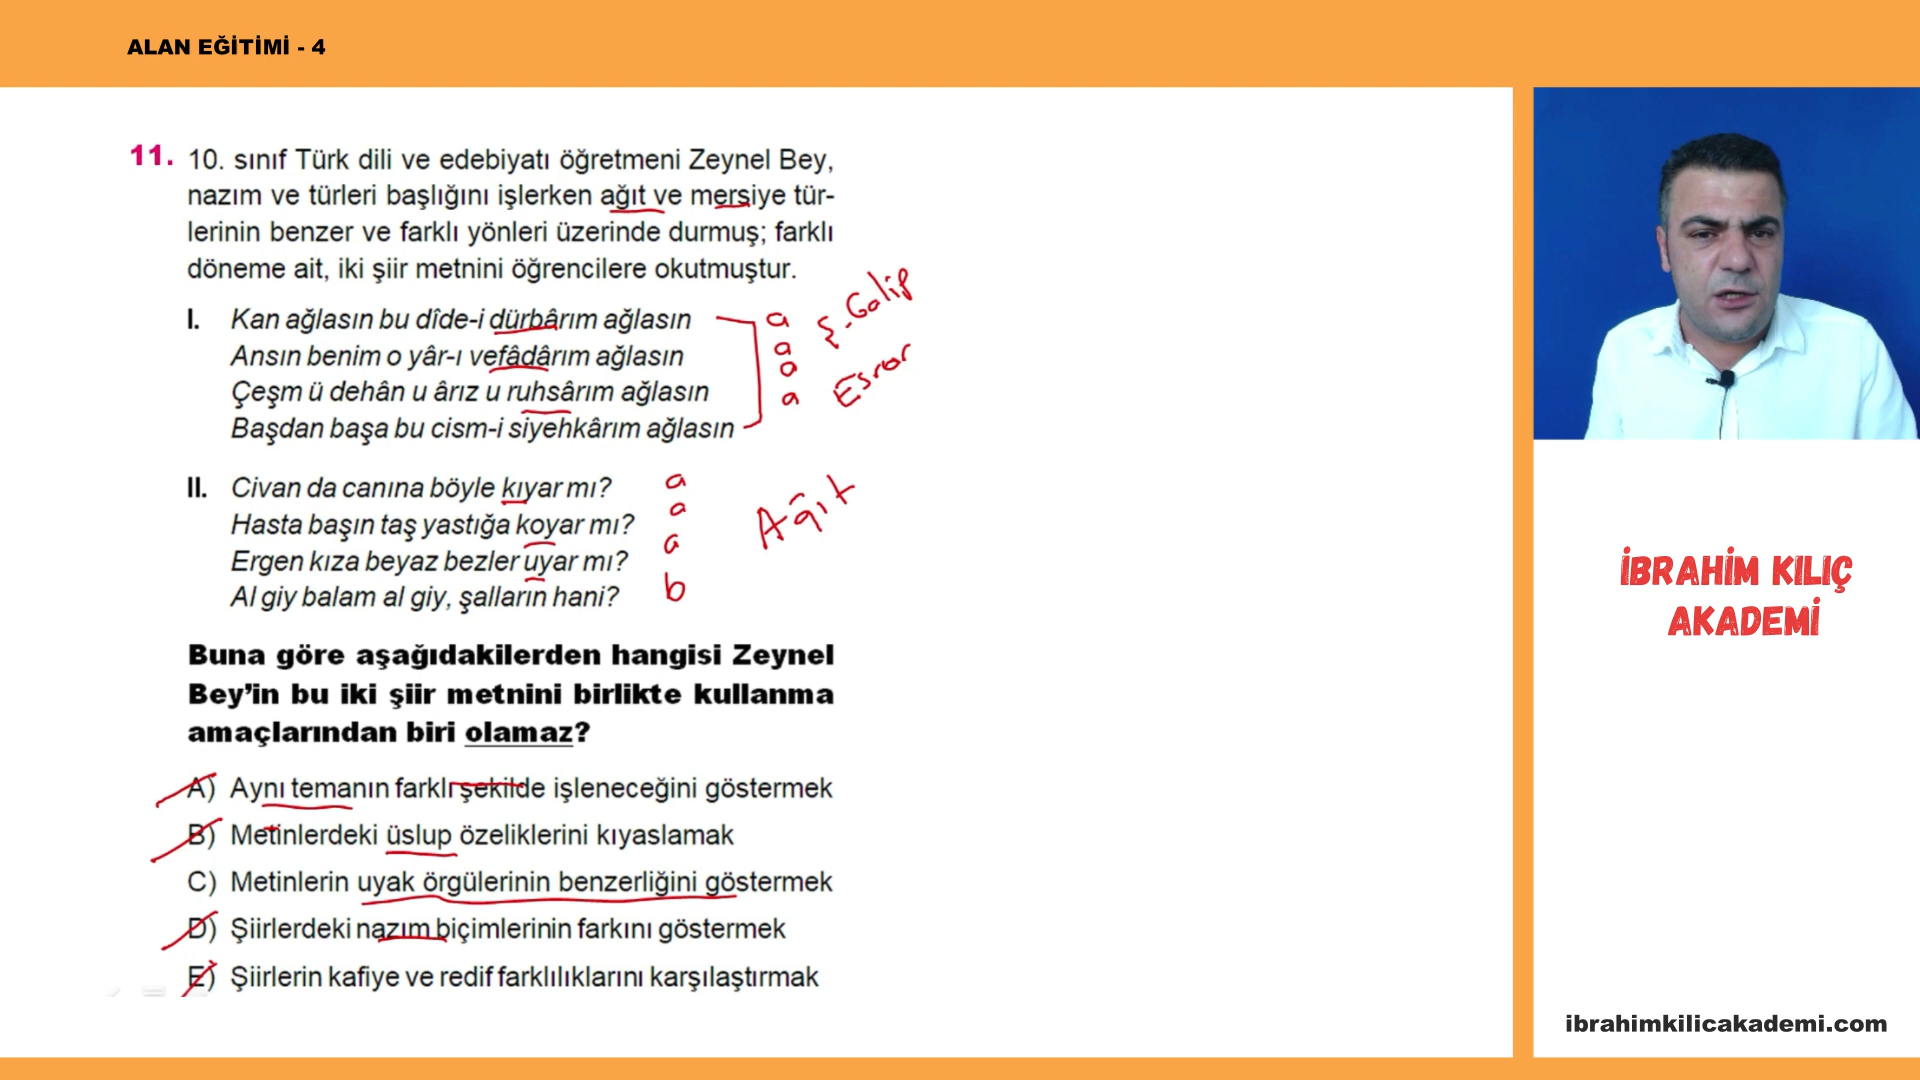 ALAN EĞİTİMİ - 4
11. 10. sınıf Türk dili ve edebiyatı öğretmeni Zeynel Bey,
nazım ve türleri başlığını işlerken ağıt ve mersiye tür-
lerinin benzer ve farklı yönleri üzerinde durmuş; farklı
döneme ait, iki şiir metnini öğrencilere okutmuştur.
I. Kan ağlasın bu dîde-i dürbârım ağlasın a
Ansın benim o yâr-ı vefâdârım ağlasın a
Çeşm ü dehân u ârız u ruhsârım ağlasın a
Başdan başa bu cism-i siyehkârım ağlasın a
Ş. Galip
Esrar
II. Civan da canına böyle kıyar mı? a
Hasta başın taş yastığa koyar mı? a
Ergen kıza beyaz bezler uyar mı? a
Al giy balam al giy, şalların hani? b
Ağıt
Buna göre aşağıdakilerden hangisi Zeynel
Bey’in bu iki şiir metnini birlikte kullanma
amaçlarından biri olamaz?
A) Aynı temanın farklı şekilde işleneceğini göstermek
B) Metinlerdeki üslup özeliklerini kıyaslamak
C) Metinlerin uyak örgülerinin benzerliğini göstermek
D) Şiirlerdeki nazım biçimlerinin farkını göstermek
E) Şiirlerin kafiye ve redif farklılıklarını karşılaştırmak
İBRAHİM KILIÇ
AKADEMİ
ibrahimkilicakademi.com